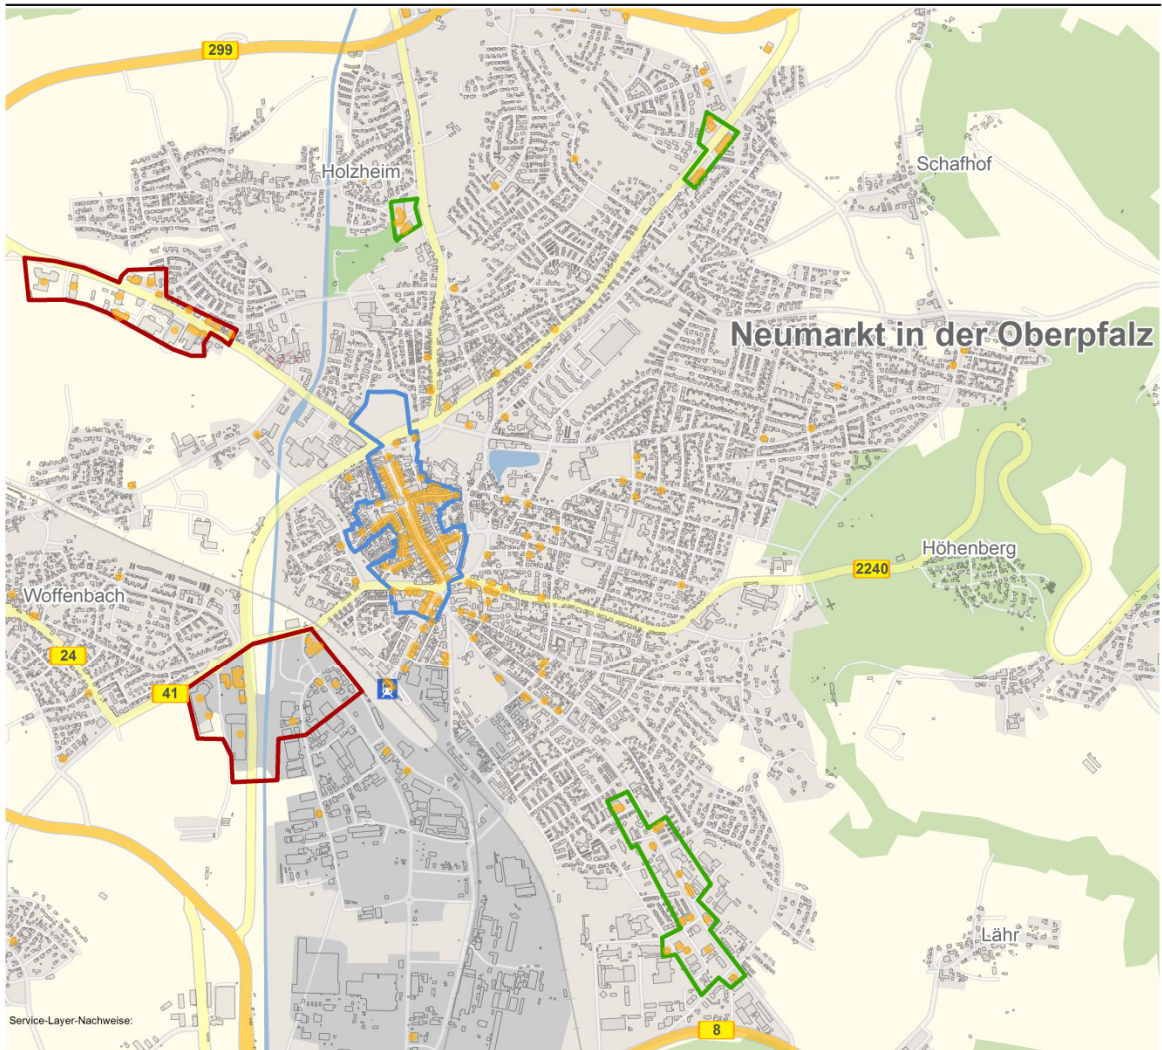 299
Holzheim
Schafhof
Neumarkt in der Oberpfalz
Höhenberg
2240
Woffenbach
24
41
Lähr
Service-Layer-Nachweise:
8